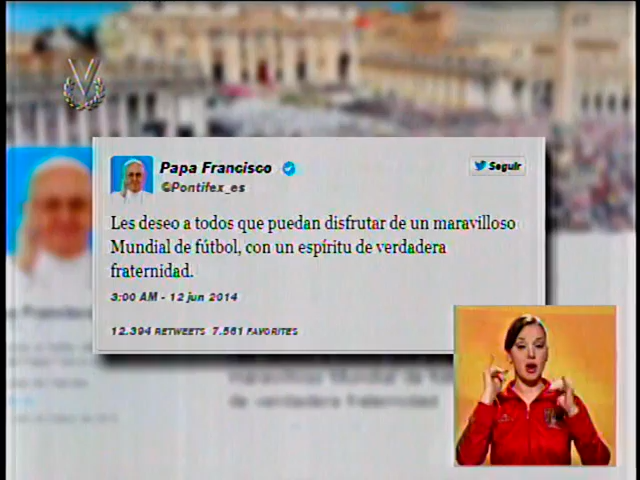 Papa Francisco
@Pontifex_es
Seguir
Les deseo a todos que puedan disfrutar de un maravilloso
Mundial de fútbol, con un espíritu de verdadera
fraternidad.
3:00 AM - 12 jun 2014
12.394 RETWEETS 7.561 FAVORITES
de verdadera fraternidad